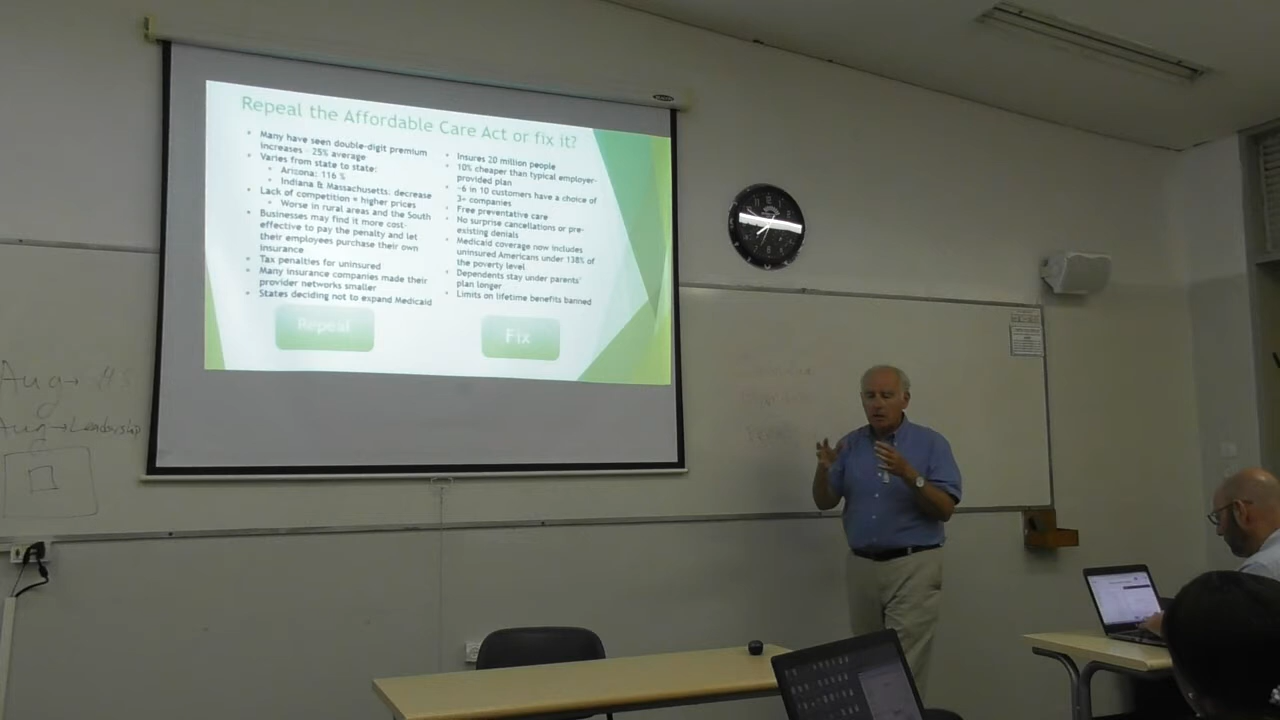 Repeal the Affordable Care Act or fix it?
Many have seen double-digit premium
increases - 25% average
Varies from state to state:
Arizona: 116 %
Indiana & Massachusetts: decrease
Lack of competition = higher prices
Worse in rural areas and the South
Businesses may find it more cost-
effective to pay the penalty and let
their employees purchase their own
insurance
Tax penalties for uninsured
Many insurance companies made their
provider networks smaller
States deciding not to expand Medicaid
Repeal
Insures 20 million people
10% cheaper than typical employer-
provided plan
~6 in 10 customers have a choice of
3+ companies
Free preventative care
No surprise cancellations or pre-
existing denials
Medicaid coverage now includes
uninsured Americans under 138% of
the poverty level
Dependents stay under parents'
plan longer
Limits on lifetime benefits banned
Fix
Aug→
Aug→Leadership